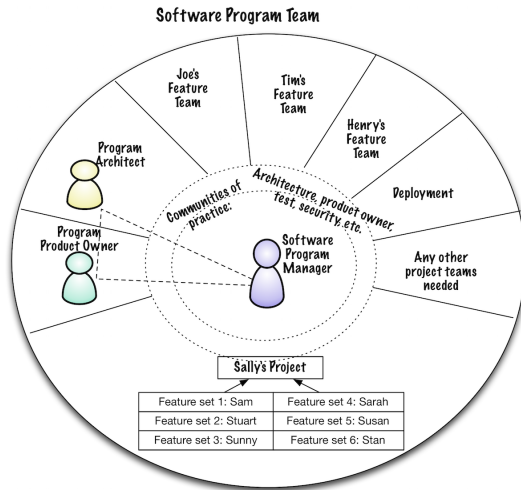 Software Program Team
Joe's
Feature
Team
Tim's
Feature
Team
Henry's
Feature
Team
Program
Architect
Deployment
Communities of
practice:
Architecture, product owner,
test, security, etc.
Program
Product Owner
Software
Program
Manager
Any other
project teams
needed
Sally's Project
Feature set 1: Sam
Feature set 4: Sarah
Feature set 2: Stuart
Feature set 5: Susan
Feature set 3: Sunny
Feature set 6: Stan